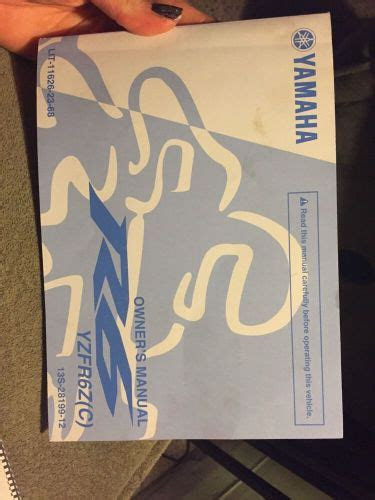 YAMAHA
⚠ Read this manual carefully before operating this vehicle.
LIT-11626-23-68
R6
OWNER'S MANUAL
YZFR6Z(C)
13S-28199-12